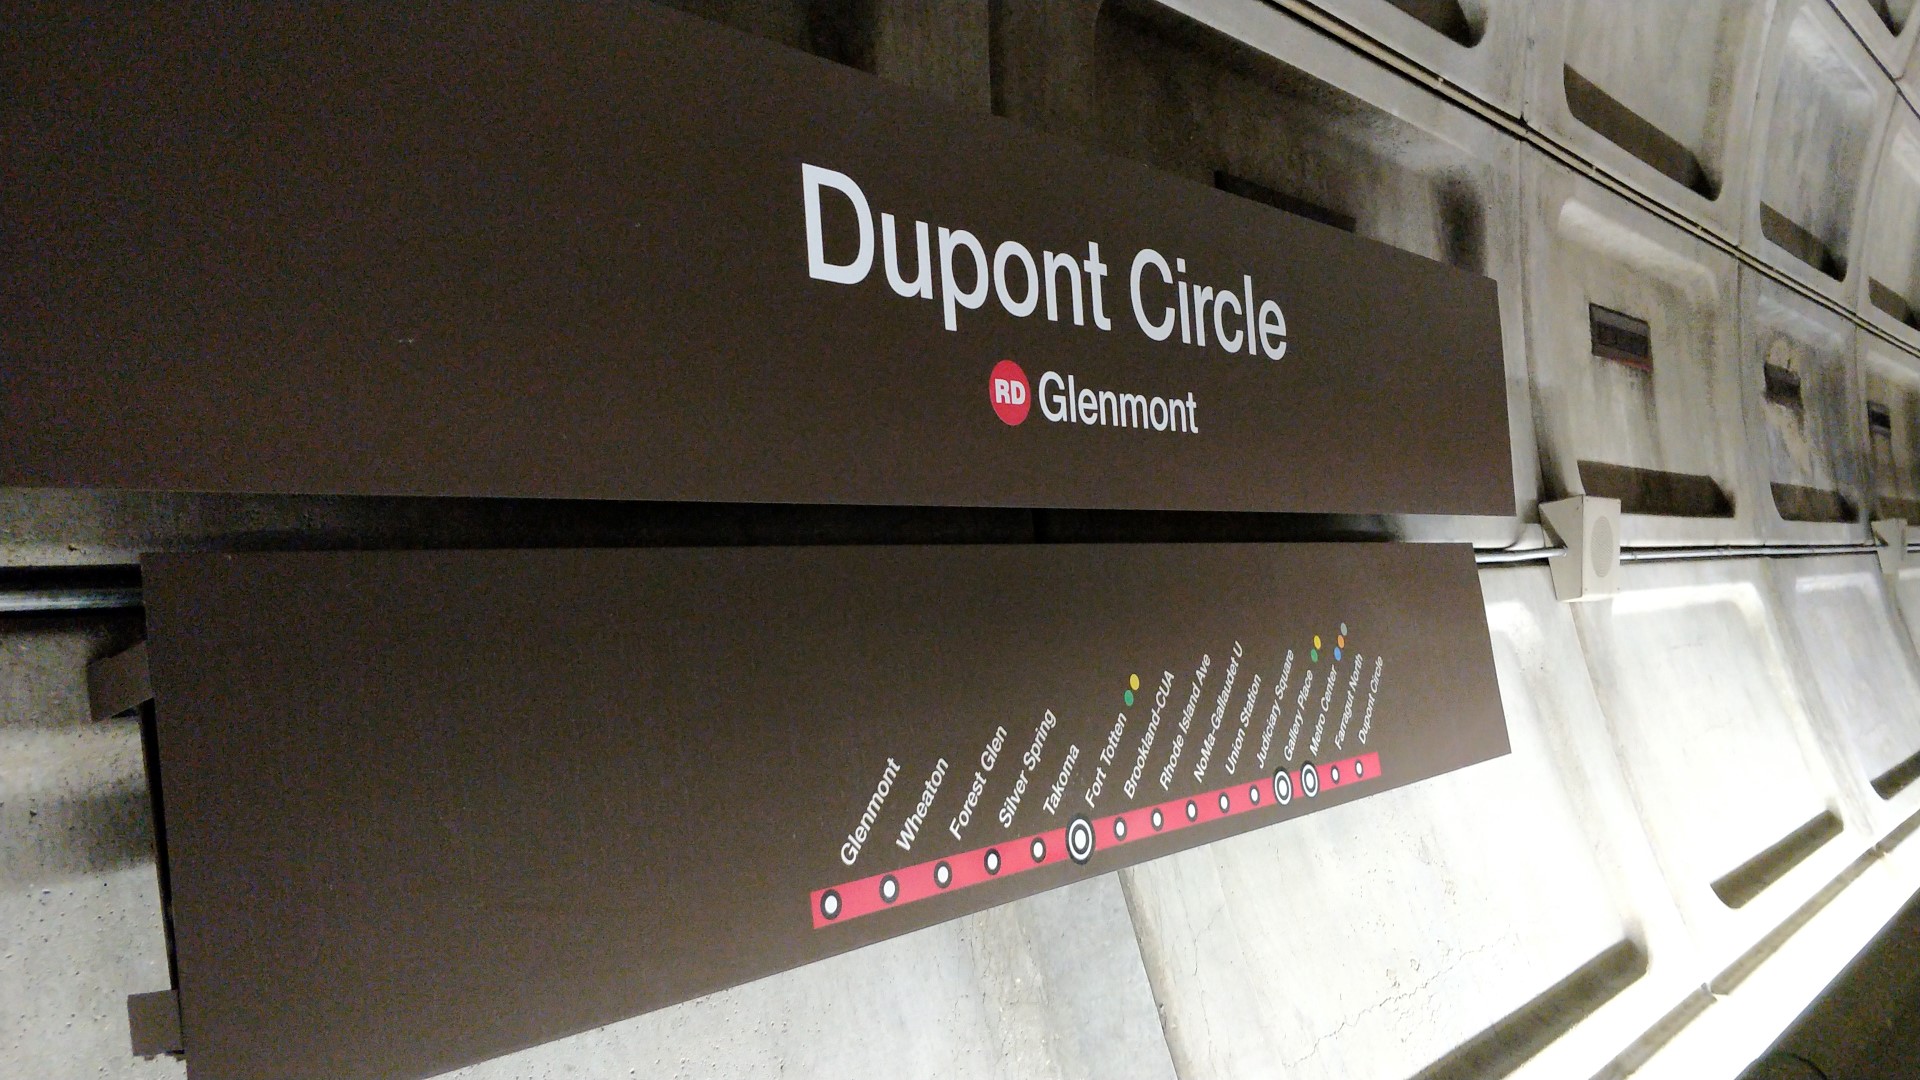 Dupont Circle
RD Glenmont
Glenmont
Wheaton
Forest Glen
Silver Spring
Takoma
Fort Totten
Brookland-CUA
Rhode Island Ave
NoMa-Gallaudet U
Union Station
Judiciary Square
Gallery Place
Metro Center
Farragut North
Dupont Circle